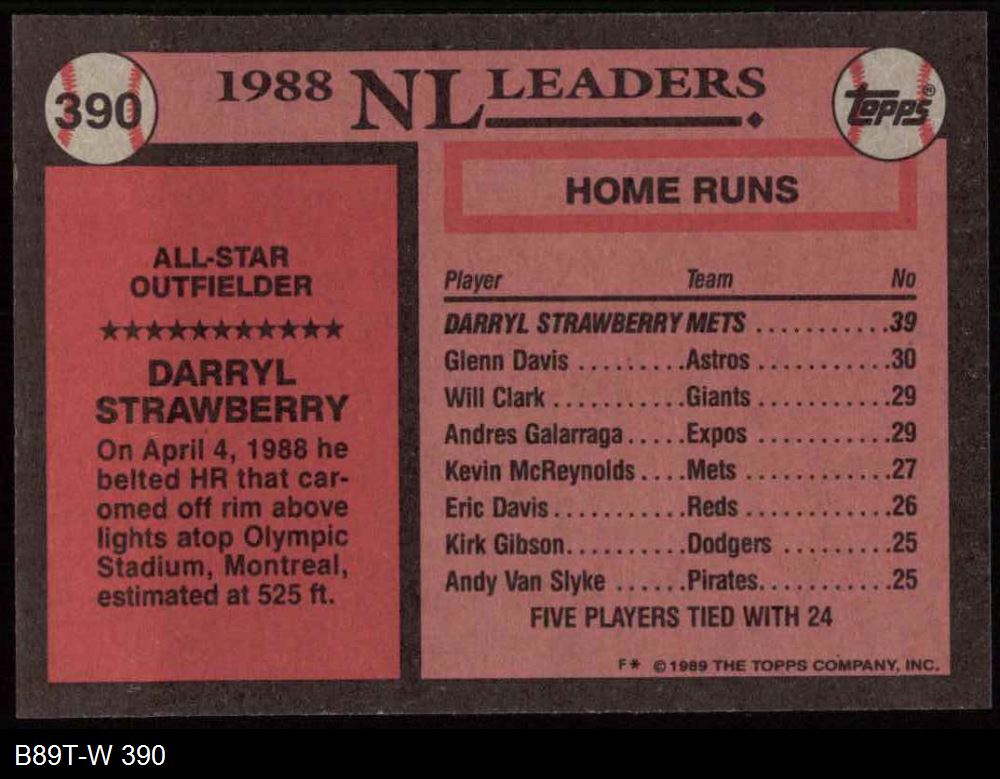 390
1988 NL LEADERS
Topps®
ALL-STAR
OUTFIELDER
★★★★★★★★★★★
DARRYL
STRAWBERRY
On April 4, 1988 he
belted HR that car-
omed off rim above
lights atop Olympic
Stadium, Montreal,
estimated at 525 ft.
HOME RUNS
Player Team No
DARRYL STRAWBERRY METS ...........39
Glenn Davis .........Astros ...........30
Will Clark ...........Giants ...........29
Andres Galarraga.....Expos ...........29
Kevin McReynolds ....Mets ............27
Eric Davis...........Reds ............26
Kirk Gibson..........Dodgers .........25
Andy Van Slyke ......Pirates...........25
FIVE PLAYERS TIED WITH 24
F* ©1989 THE TOPPS COMPANY, INC.
B89T-W 390